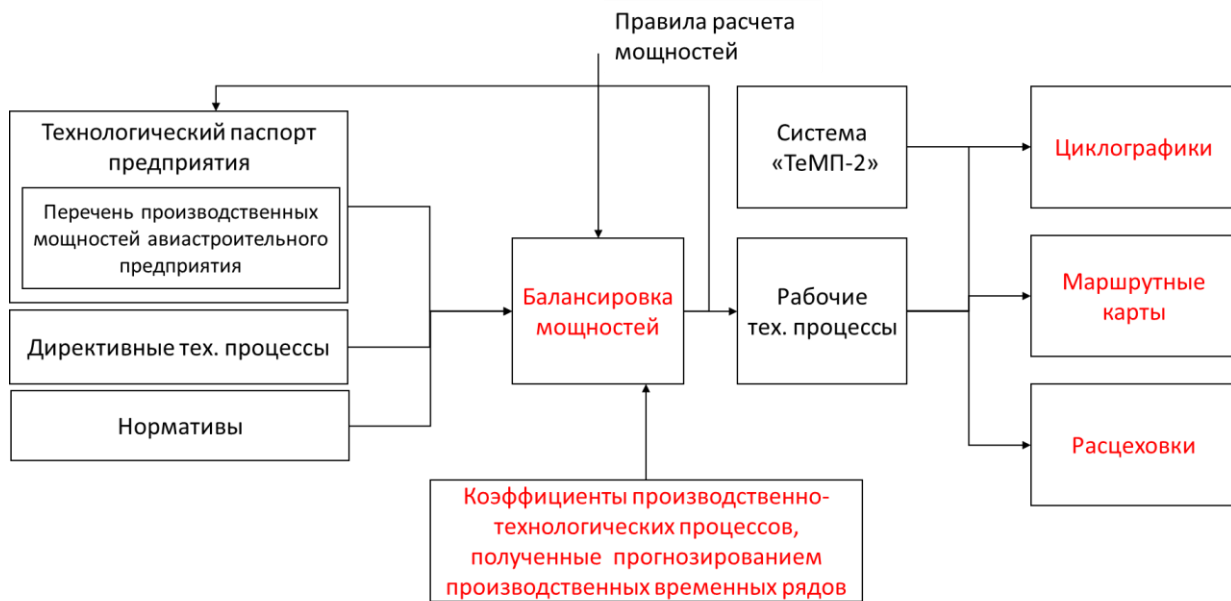 Правила расчета
мощностей
Технологический паспорт
предприятия
Перечень производственных
мощностей авиастроительного
предприятия
Директивные тех. процессы
Нормативы
Балансировка
мощностей
Коэффициенты производственно-
технологических процессов,
полученные прогнозированием
производственных временных рядов
Система
«ТеМП-2»
Рабочие
тех. процессы
Циклографики
Маршрутные
карты
Расцеховки